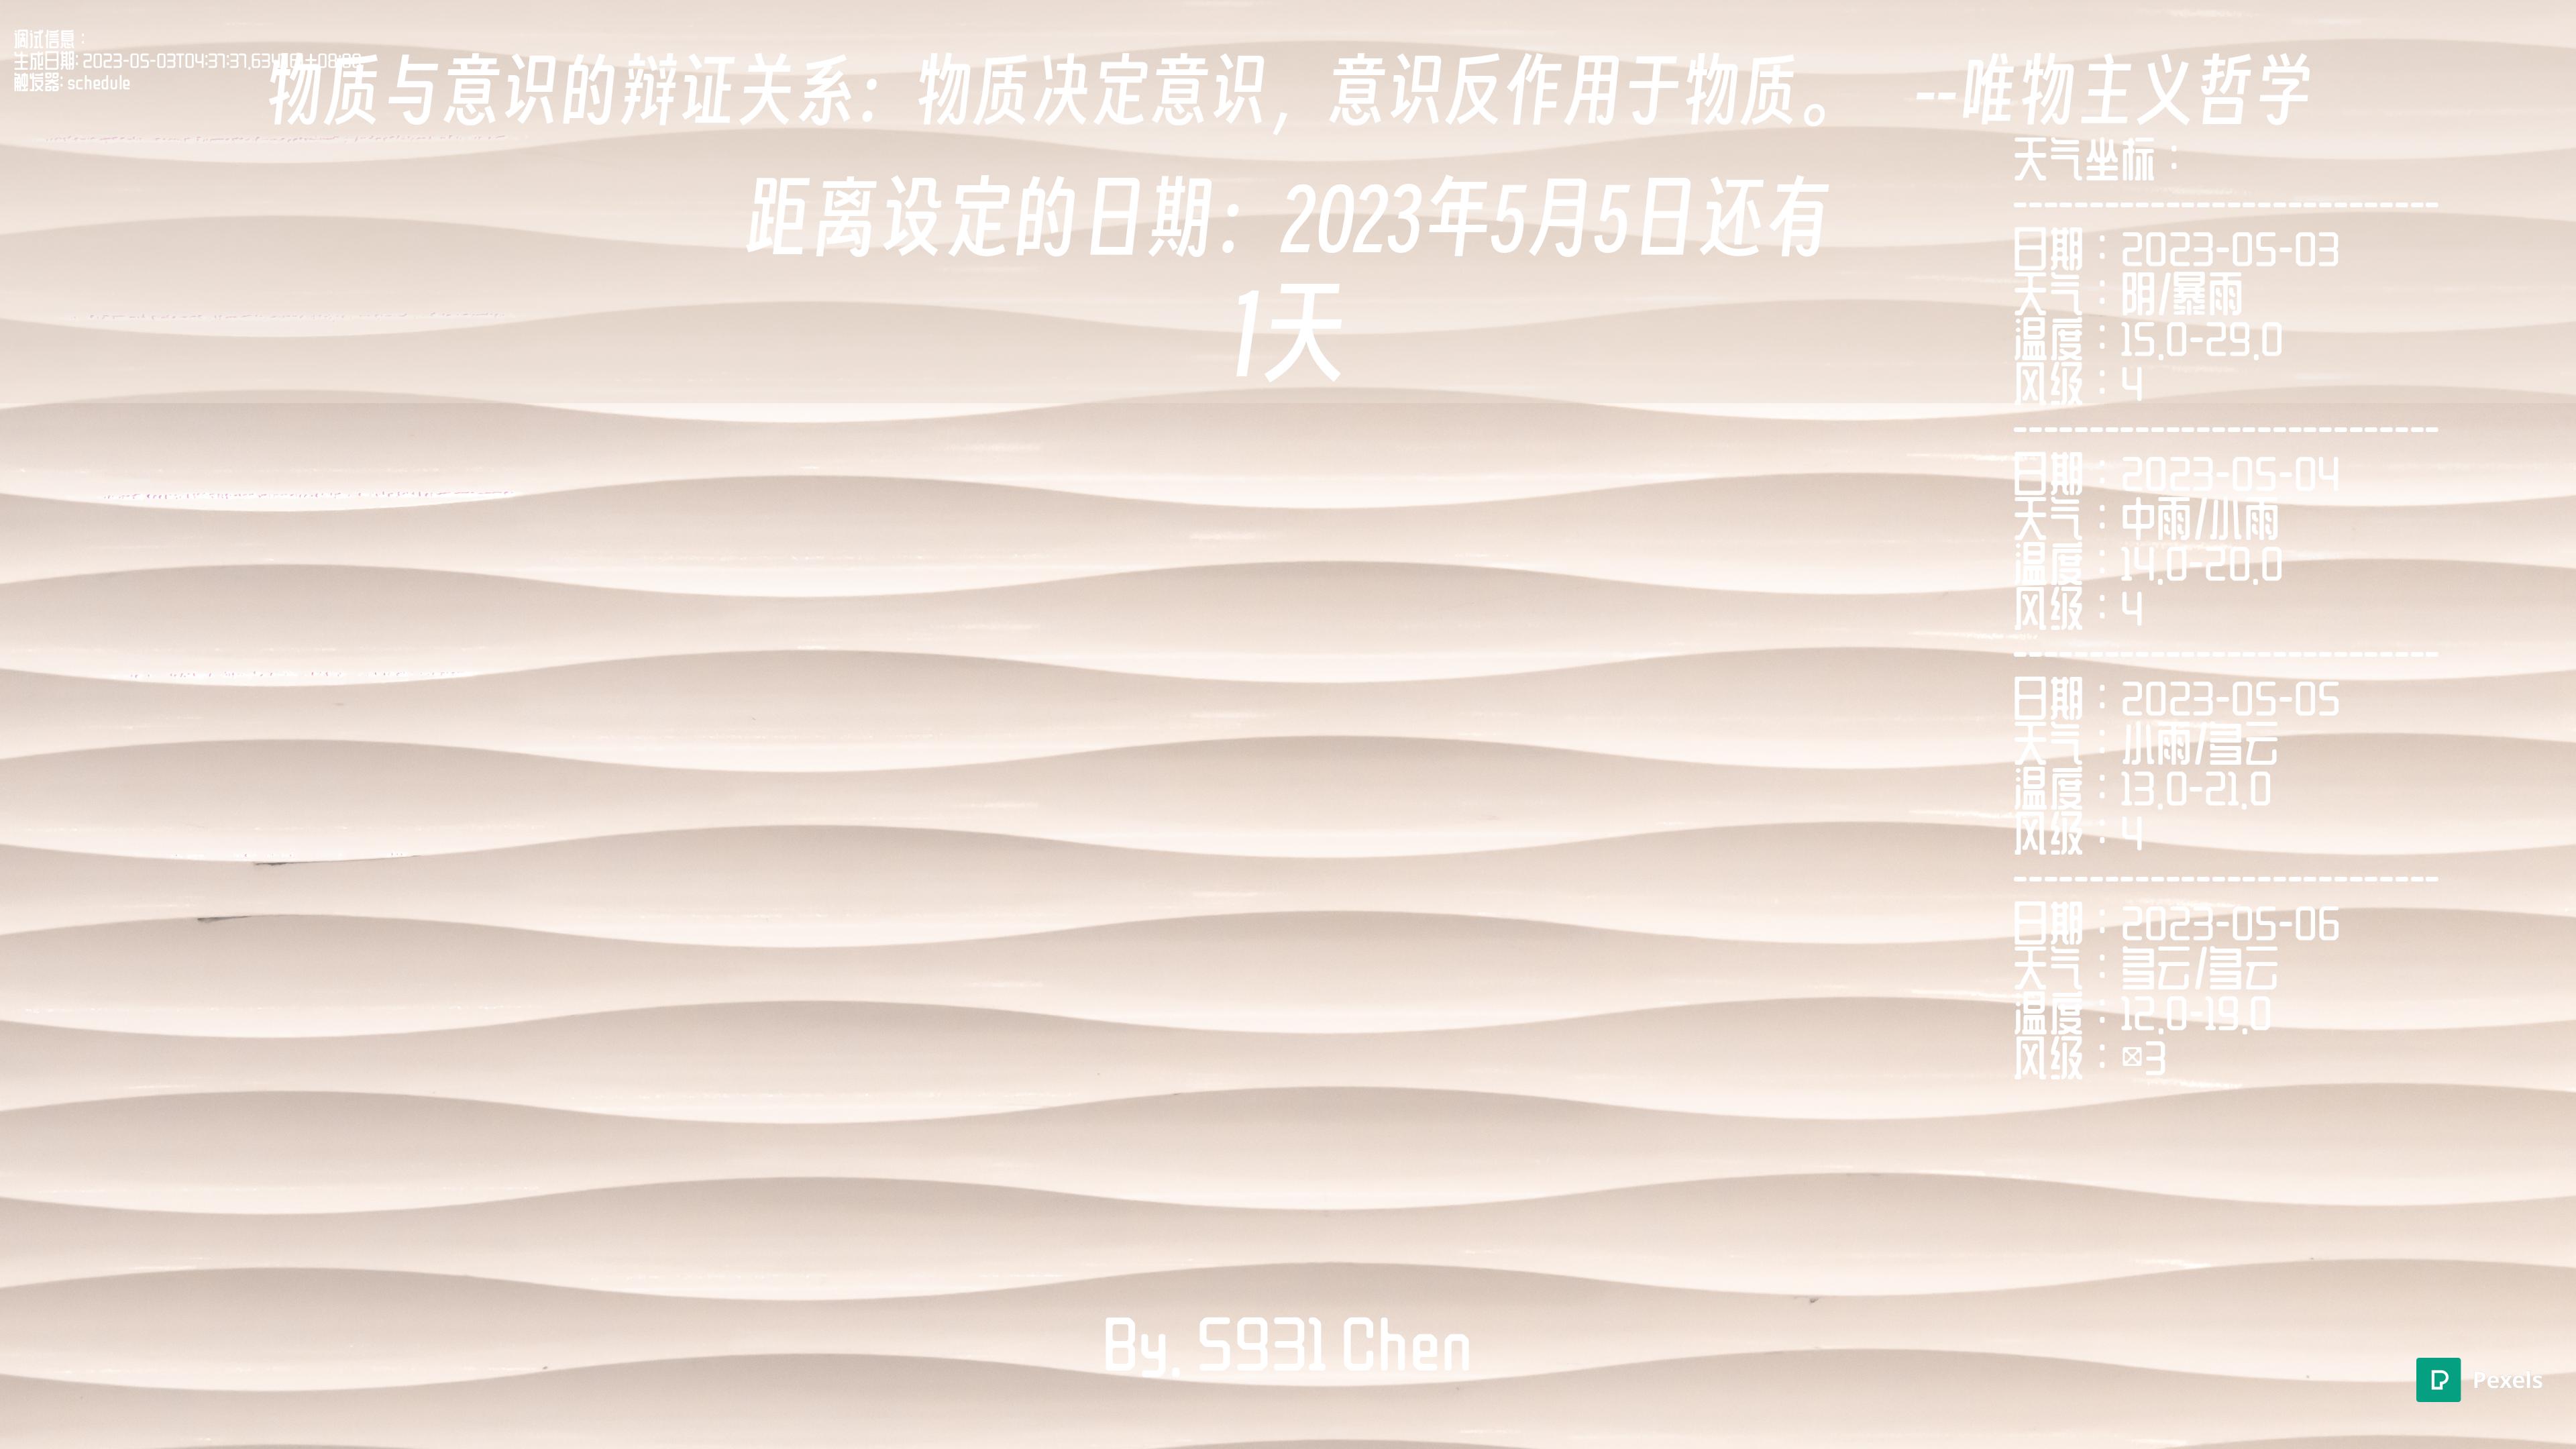 调试信息：
生成日期: 2023-05-03T04:37:37.634
触发器: schedule
物质与意识的辩证关系：物质决定意识，意识反作用于物质。 --唯物主义哲学
距离设定的日期：2023年5月5日还有
1天
天气坐标：
----------------------------
日期：2023-05-03
天气：阴/暴雨
温度：15.0-29.0
风级：4
----------------------------
日期：2023-05-04
天气：中雨/小雨
温度：14.0-20.0
风级：4
----------------------------
日期：2023-05-05
天气：小雨/多云
温度：13.0-21.0
风级：4
----------------------------
日期：2023-05-06
天气：多云/多云
温度：12.0-19.0
风级：☒3
By. S931 Chen
Pexels